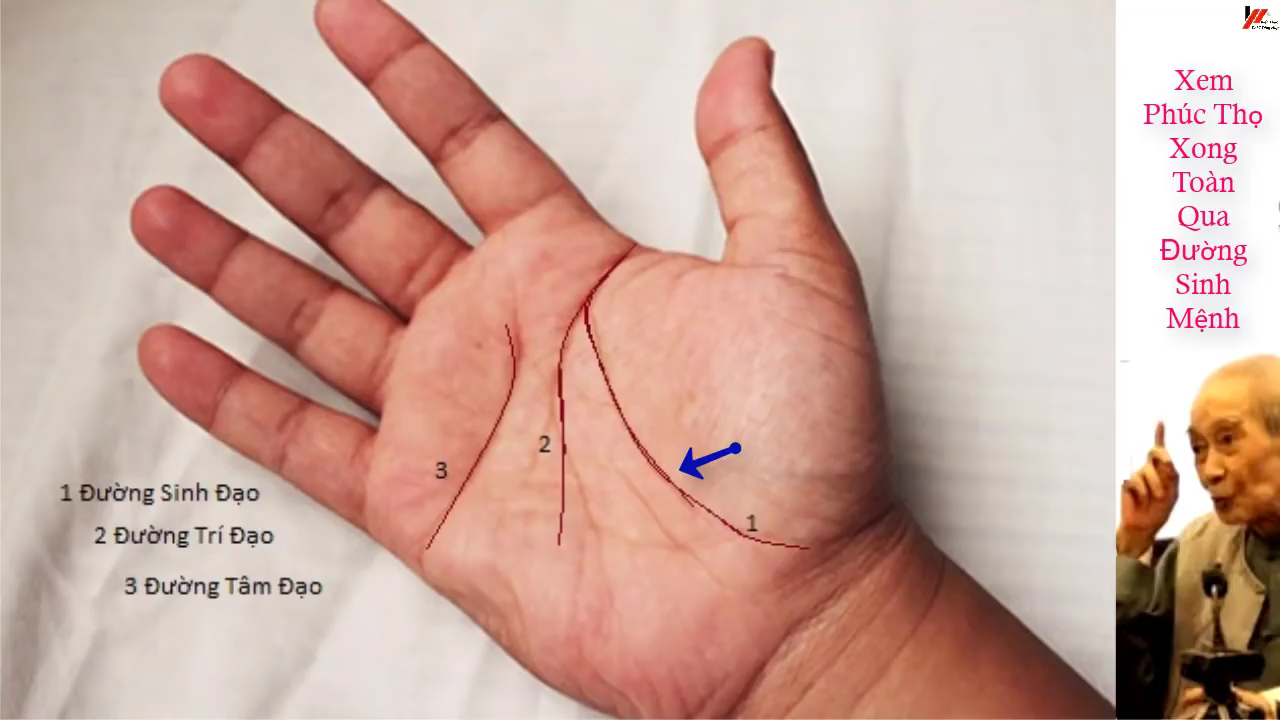 Xem
Phúc Thọ
Xong
Toàn
Qua
Đường
Sinh
Mệnh
3
2
1
1 Đường Sinh Đạo
2 Đường Trí Đạo
3 Đường Tâm Đạo